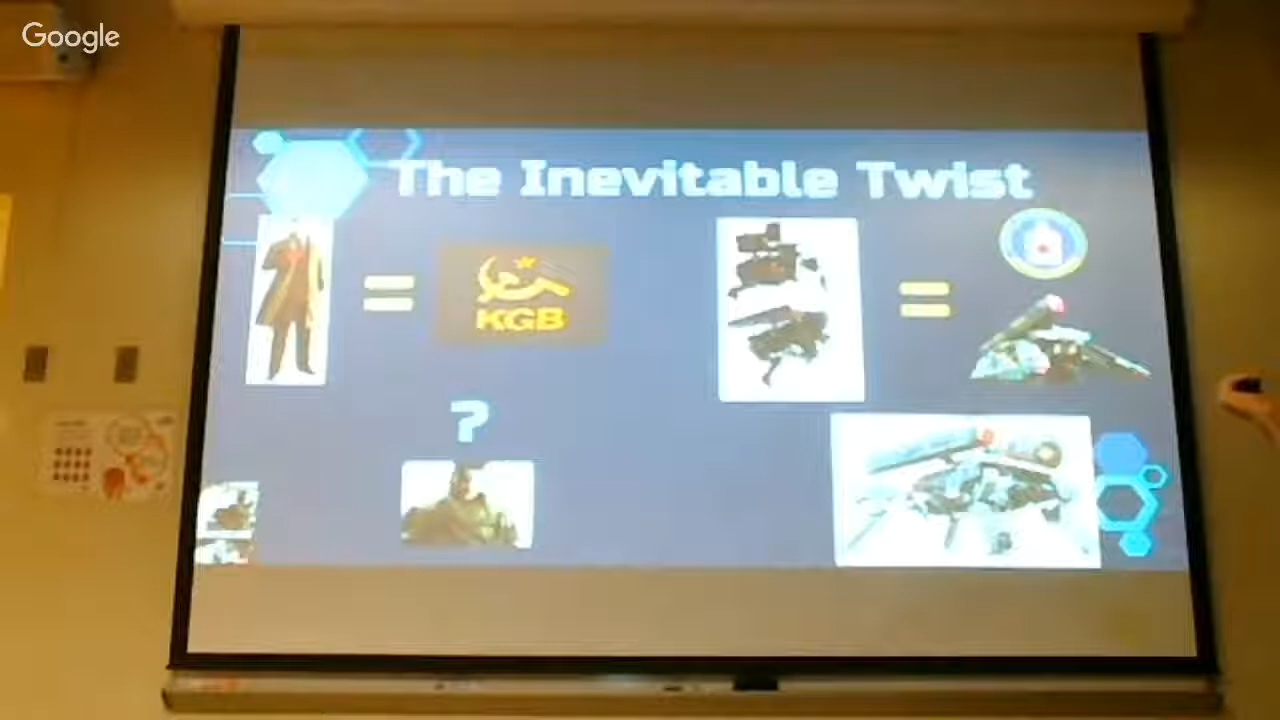 Google
The Inevitable Twist
=
KGB
=
?